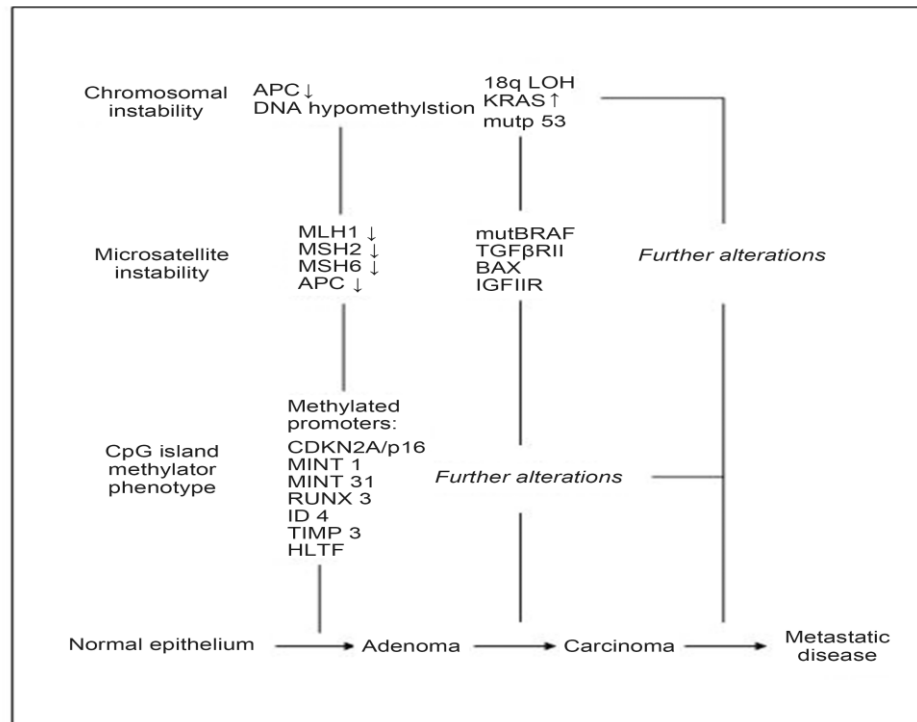 Chromosomal
instability
APC ↓
DNA hypomethylstion
18q LOH
KRAS ↑
mutp 53
Microsatellite
instability
MLH1 ↓
MSH2 ↓
MSH6 ↓
APC ↓
mutBRAF
TGFβRII
BAX
IGFIIR
Further alterations
CpG island
methylator
phenotype
Methylated
promoters:
CDKN2A/p16
MINT 1
MINT 31
RUNX 3
ID 4
TIMP 3
HLTF
Further alterations
Normal epithelium
Adenoma
Carcinoma
Metastatic
disease